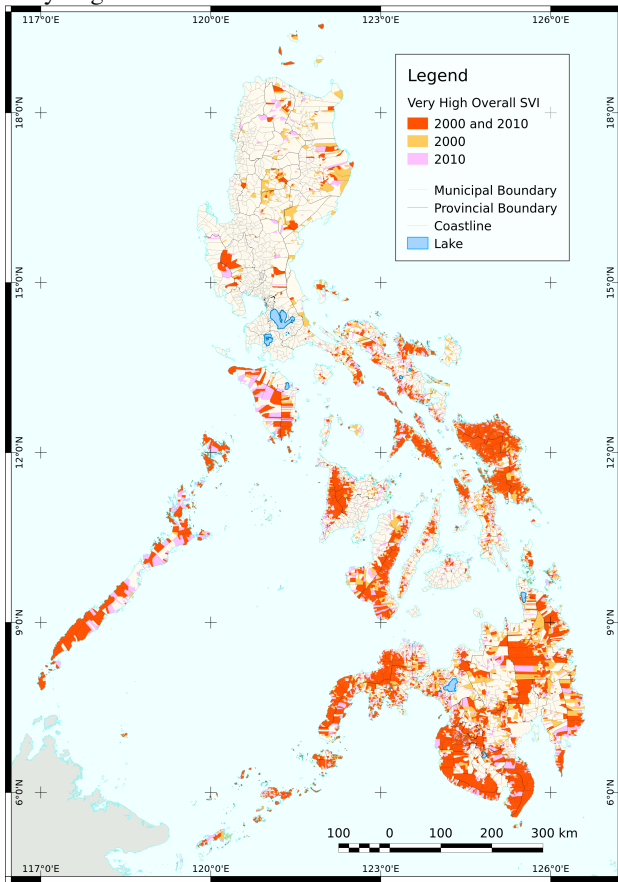 117°0'E 120°0'E 123°0'E 126°0'E
18°0'N 18°0'N
Legend
Very High Overall SVI
2000 and 2010
2000
2010
Municipal Boundary
Provincial Boundary
Coastline
Lake
15°0'N 15°0'N
12°0'N 12°0'N
9°0'N 9°0'N
6°0'N 6°0'N
100 0 100 200 300 km
117°0'E 120°0'E 123°0'E 126°0'E